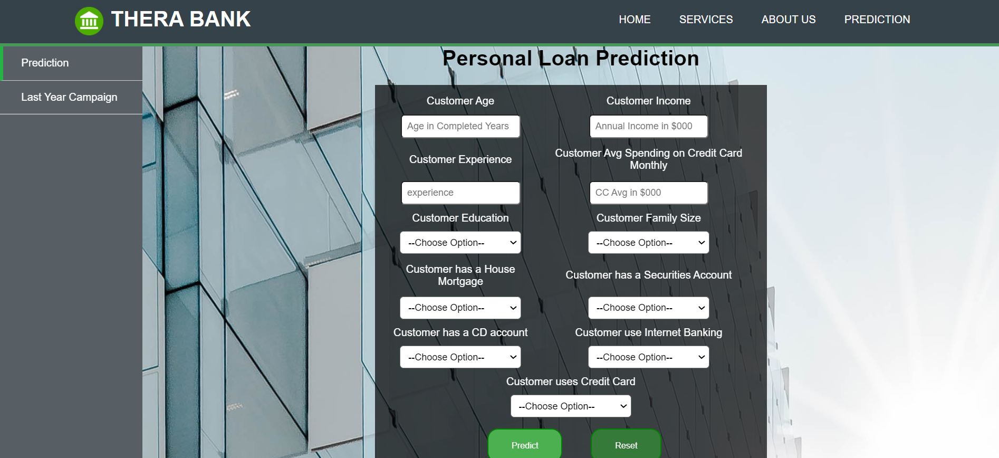 THERA BANK
HOME
SERVICES
ABOUT US
PREDICTION
Prediction
Last Year Campaign
Personal Loan Prediction
Customer Age
Customer Income
Age in Completed Years
Annual Income in $000
Customer Experience
Customer Avg Spending on Credit Card
Monthly
experience
CC Avg in $000
Customer Education
Customer Family Size
--Choose Option--
--Choose Option--
Customer has a House
Mortgage
Customer has a Securities Account
--Choose Option--
--Choose Option--
Customer has a CD account
Customer use Internet Banking
--Choose Option--
--Choose Option--
Customer uses Credit Card
--Choose Option--
Predict
Reset